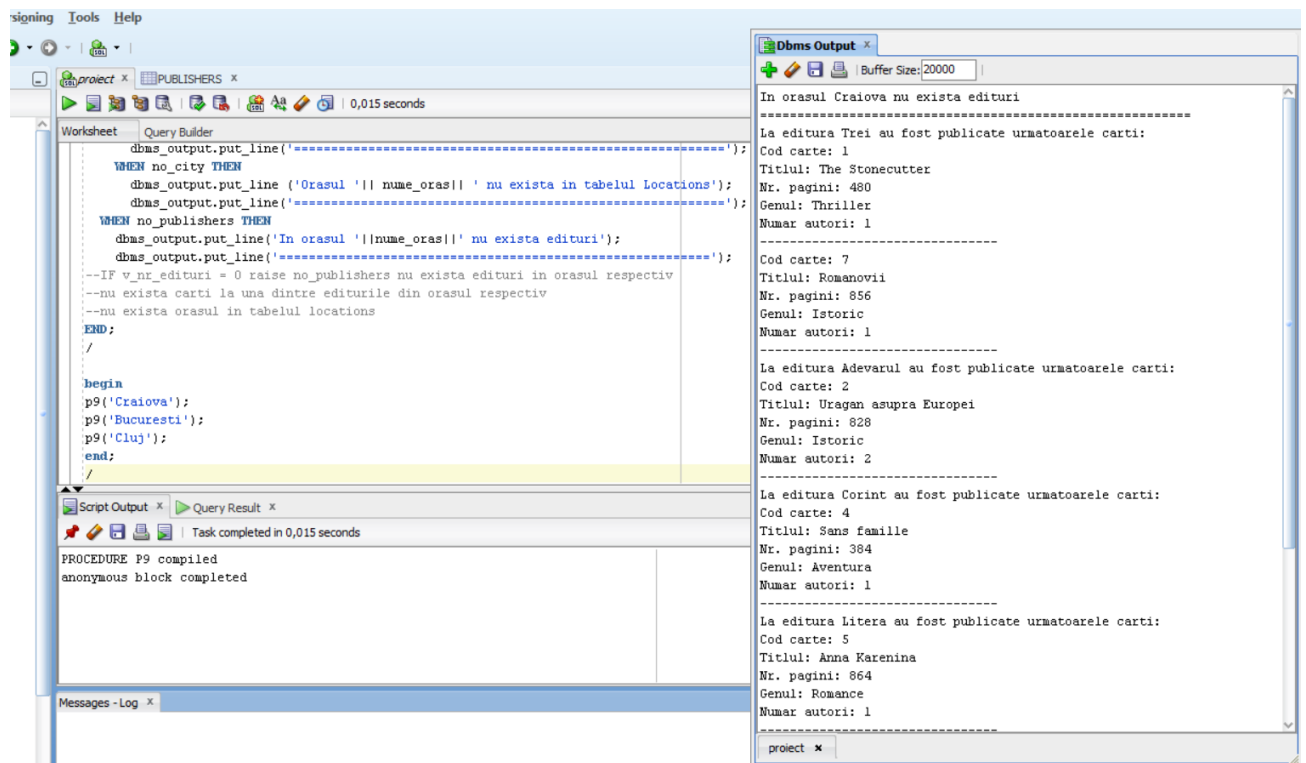 rsioning Tools Help
proiect x PUBLISHERS x
0,015 seconds
Worksheet Query Builder
dbms_output.put_line('==========================================================');
WHEN no_city THEN
dbms_output.put_line ('Orasul '|| nume_oras|| ' nu exista in tabelul Locations');
dbms_output.put_line('==========================================================');
WHEN no_publishers THEN
dbms_output.put_line('In orasul '||nume_oras||' nu exista edituri');
dbms_output.put_line('==========================================================');
--IF v_nr_edituri = 0 raise no_publishers nu exista edituri in orasul respectiv
--nu exista carti la una dintre editurile din orasul respectiv
--nu exista orasul in tabelul locations
END;
/
begin
p9('Craiova');
p9('Bucuresti');
p9('Cluj');
end;
/
Script Output x Query Result x
Task completed in 0,015 seconds
PROCEDURE P9 compiled
anonymous block completed
Messages - Log x
Dbms Output x
Buffer Size: 20000
In orasul Craiova nu exista edituri
==========================================================
La editura Trei au fost publicate urmatoarele carti:
Cod carte: 1
Titlul: The Stonecutter
Nr. pagini: 480
Genul: Thriller
Numar autori: 1
--------------------------------
Cod carte: 7
Titlul: Romanovii
Nr. pagini: 856
Genul: Istoric
Numar autori: 1
--------------------------------
La editura Adevarul au fost publicate urmatoarele carti:
Cod carte: 2
Titlul: Uragan asupra Europei
Nr. pagini: 828
Genul: Istoric
Numar autori: 2
--------------------------------
La editura Corint au fost publicate urmatoarele carti:
Cod carte: 4
Titlul: Sans famille
Nr. pagini: 384
Genul: Aventura
Numar autori: 1
--------------------------------
La editura Litera au fost publicate urmatoarele carti:
Cod carte: 5
Titlul: Anna Karenina
Nr. pagini: 864
Genul: Romance
Numar autori: 1
--------------------------------
proiect x